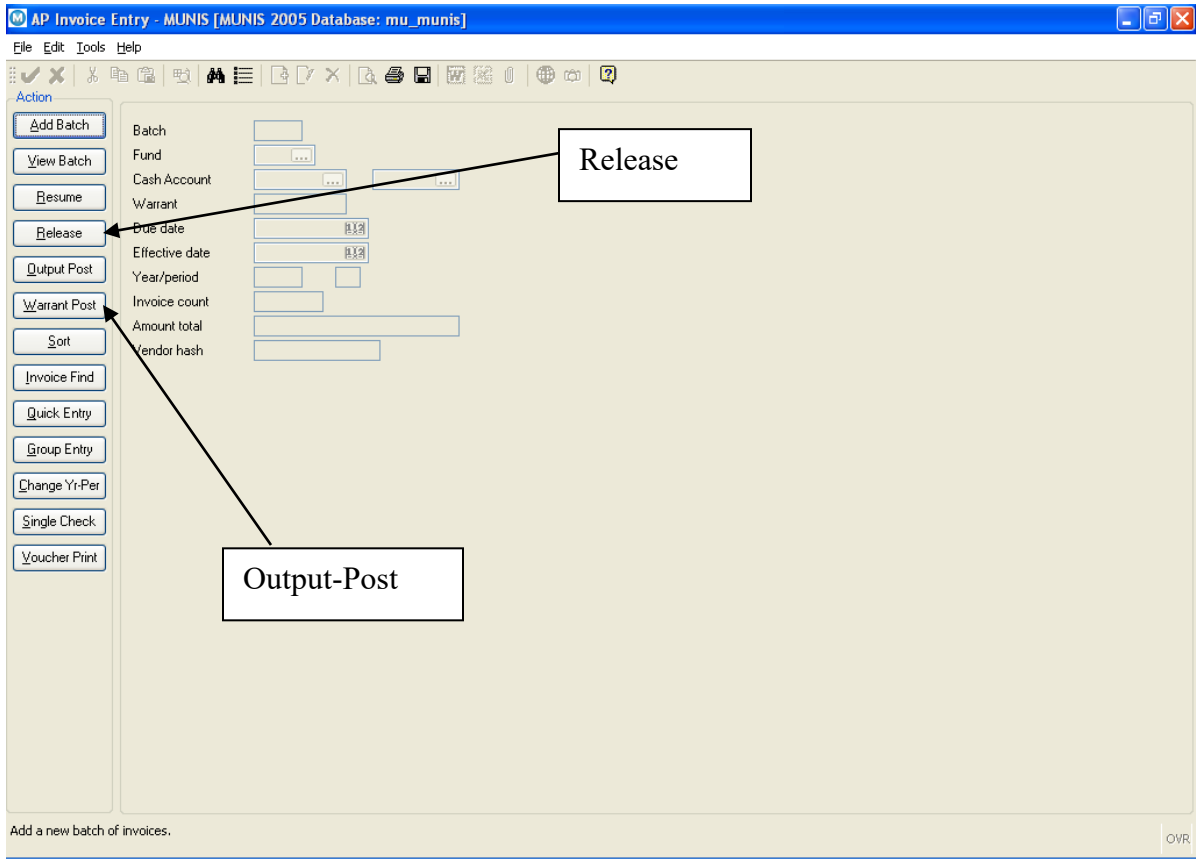 AP Invoice Entry - MUNIS [MUNIS 2005 Database: mu_munis]
File Edit Tools Help
Action
Add Batch
View Batch
Resume
Release
Output Post
Warrant Post
Sort
Invoice Find
Quick Entry
Group Entry
Change Yr-Per
Single Check
Voucher Print
Batch
Fund
Cash Account
Warrant
Due date
Effective date
Year/period
Invoice count
Amount total
Vendor hash
Release
Output-Post
Add a new batch of invoices.
OVR